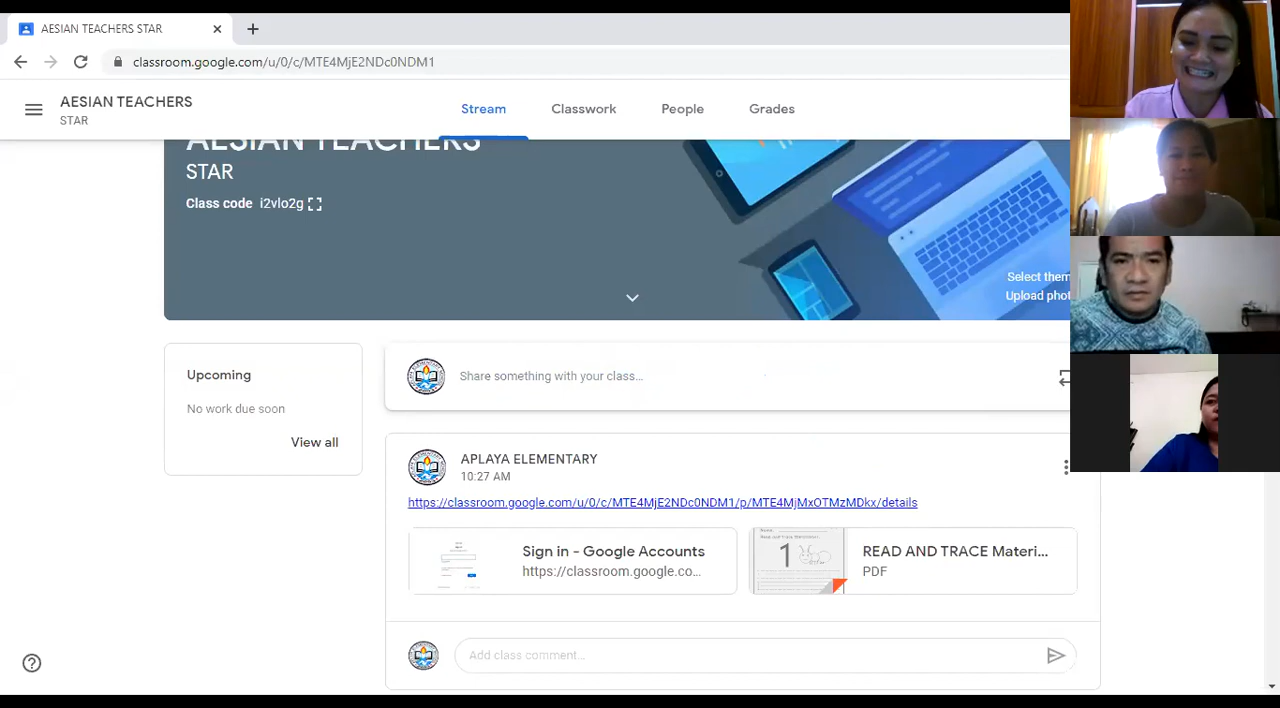 AESIAN TEACHERS STAR
classroom.google.com/u/0/c/MTE4MjE2NDc0NDM1
AESIAN TEACHERS
STAR
Stream
Classwork
People
Grades
AESIAN TEACHERS
STAR
Class code i2vlo2g
Select them
Upload phot
Upcoming
No work due soon
View all
Share something with your class...
APLAYA ELEMENTARY
10:27 AM
https://classroom.google.com/u/0/c/MTE4MjE2NDc0NDM1/p/MTE4MjMxOTMzMDkx/details
Sign in - Google Accounts
https://classroom.google.co...
1
READ AND TRACE Materi...
PDF
Add class comment...